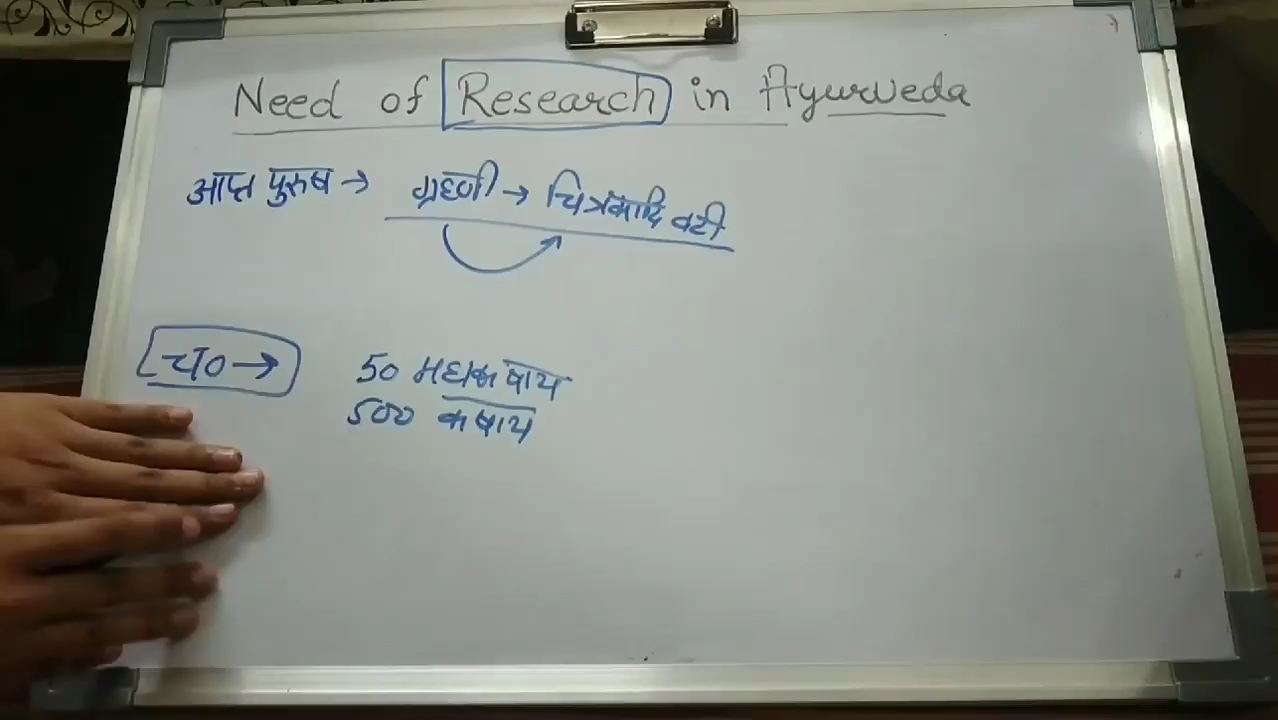 Need of Research in Ayurveda
आप्त पुरुष → ग्रहणी → चित्रकादि वटी
च० →
50 महाकषाय
500 कषाय